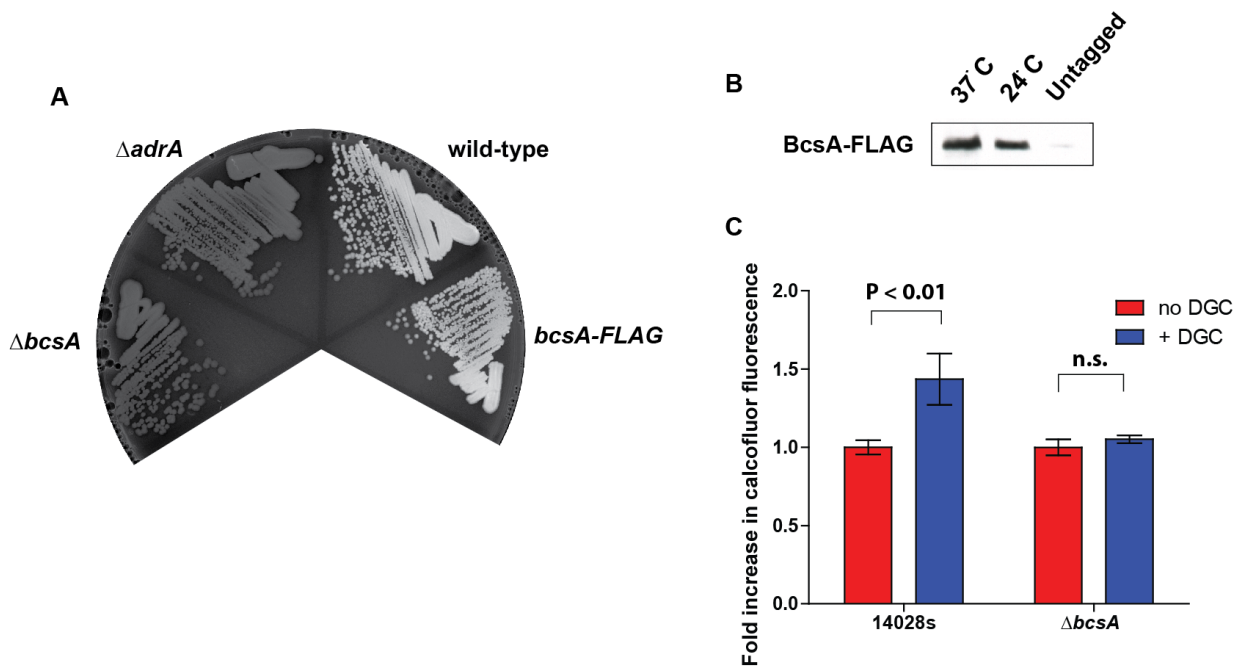 A
ΔadrA
wild-type
ΔbcsA
bcsA-FLAG
B
37°C
24°C
Untagged
BcsA-FLAG
C
Fold increase in calcofluor fluorescence
2.0
1.5
1.0
0.5
0.0
P < 0.01
n.s.
no DGC
+ DGC
14028s
ΔbcsA